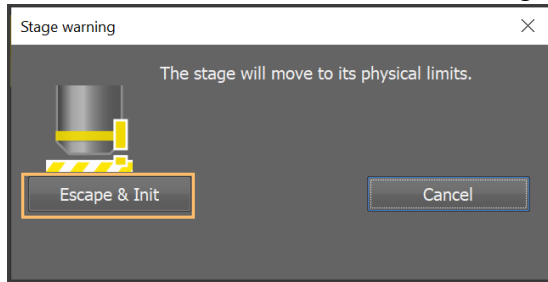 Stage warning
The stage will move to its physical limits.
Escape & Init
Cancel